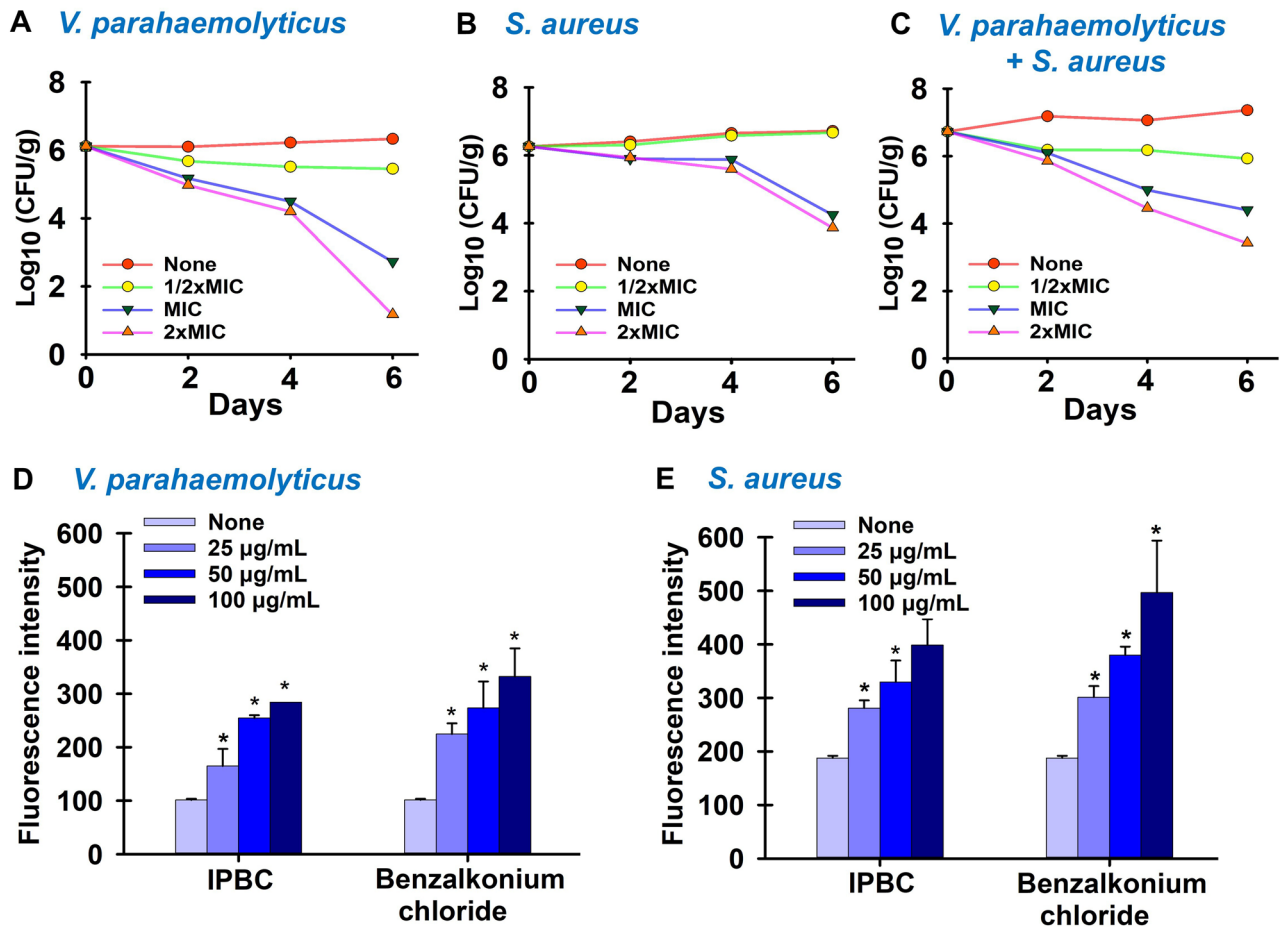 A V. parahaemolyticus
Log10 (CFU/g)
8
6
4
2
0
None
1/2xMIC
MIC
2xMIC
0 2 4 6
Days
B S. aureus
Log10 (CFU/g)
8
6
4
2
0
None
1/2xMIC
MIC
2xMIC
0 2 4 6
Days
C V. parahaemolyticus
+ S. aureus
Log10 (CFU/g)
8
6
4
2
0
None
1/2xMIC
MIC
2xMIC
0 2 4 6
Days
D V. parahaemolyticus
Fluorescence intensity
600
500
400
300
200
100
0
None
25 µg/mL
50 µg/mL
100 µg/mL
* * * * * *
IPBC Benzalkonium
chloride
E S. aureus
Fluorescence intensity
600
500
400
300
200
100
0
None
25 µg/mL
50 µg/mL
100 µg/mL
* * * * *
IPBC Benzalkonium
chloride